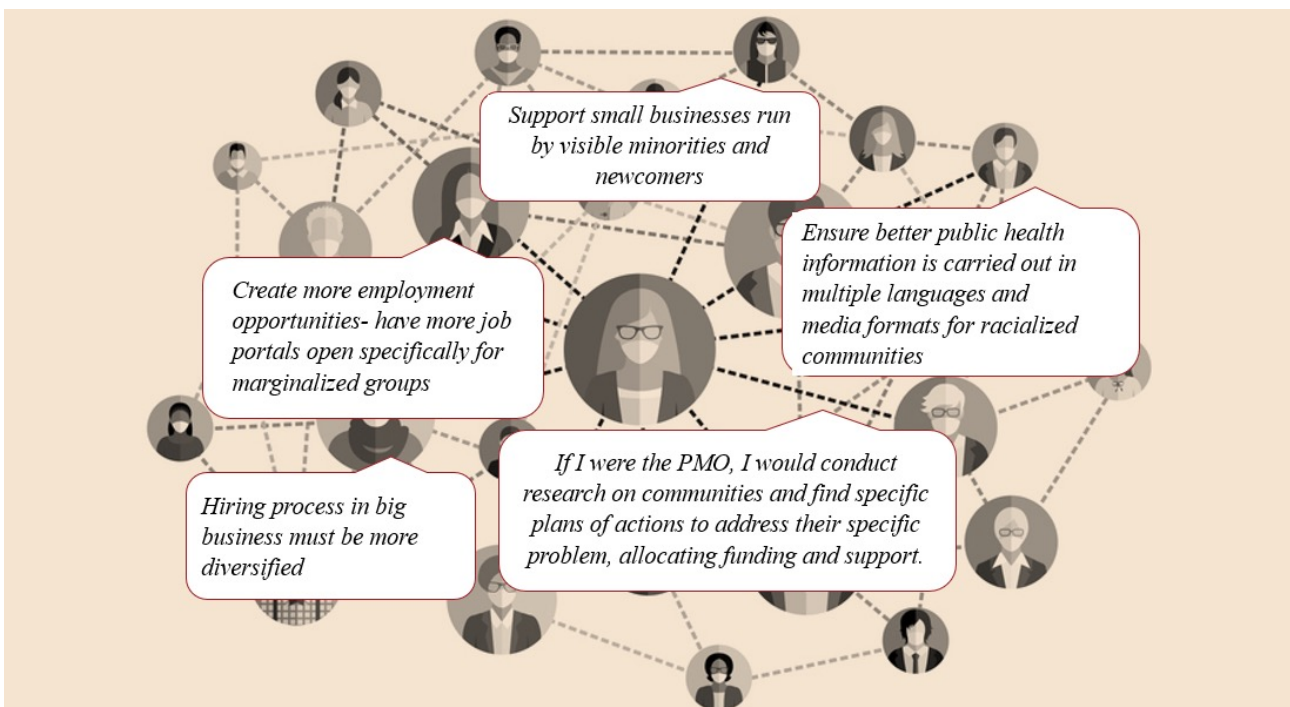 Support small businesses run
by visible minorities and
newcomers
Ensure better public health
information is carried out in
multiple languages and
media formats for racialized
communities
Create more employment
opportunities- have more job
portals open specifically for
marginalized groups
If I were the PMO, I would conduct
research on communities and find specific
plans of actions to address their specific
problem, allocating funding and support.
Hiring process in big
business must be more
diversified